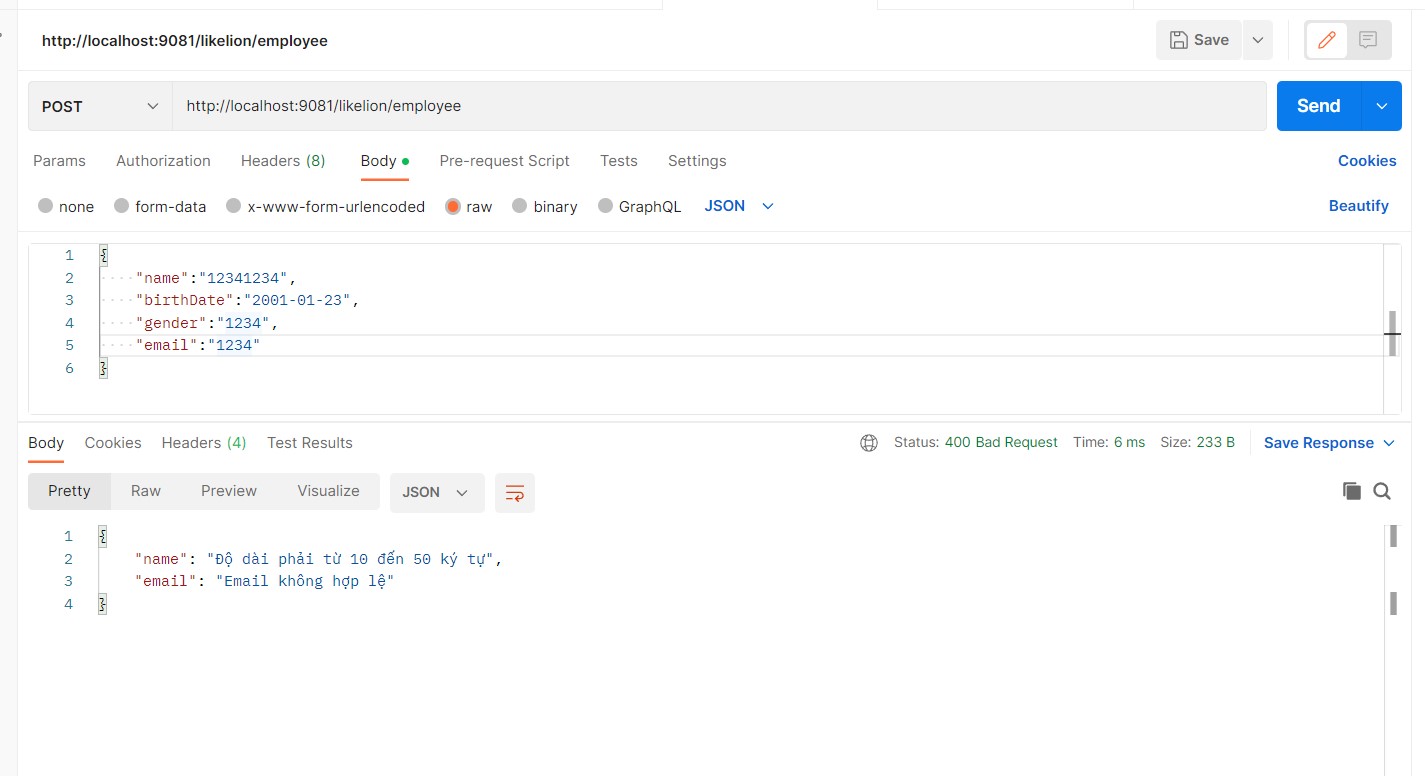 http://localhost:9081/likelion/employee
Save
POST
http://localhost:9081/likelion/employee
Send
Params Authorization Headers (8) Body Pre-request Script Tests Settings Cookies
none form-data x-www-form-urlencoded raw binary GraphQL JSON Beautify
1 {
2 "name":"12341234",
3 "birthDate":"2001-01-23",
4 "gender":"1234",
5 "email":"1234"
6 }
Body Cookies Headers (4) Test Results Status: 400 Bad Request Time: 6 ms Size: 233 B Save Response
Pretty Raw Preview Visualize JSON
1 {
2 "name": "Độ dài phải từ 10 đến 50 ký tự",
3 "email": "Email không hợp lệ"
4 }